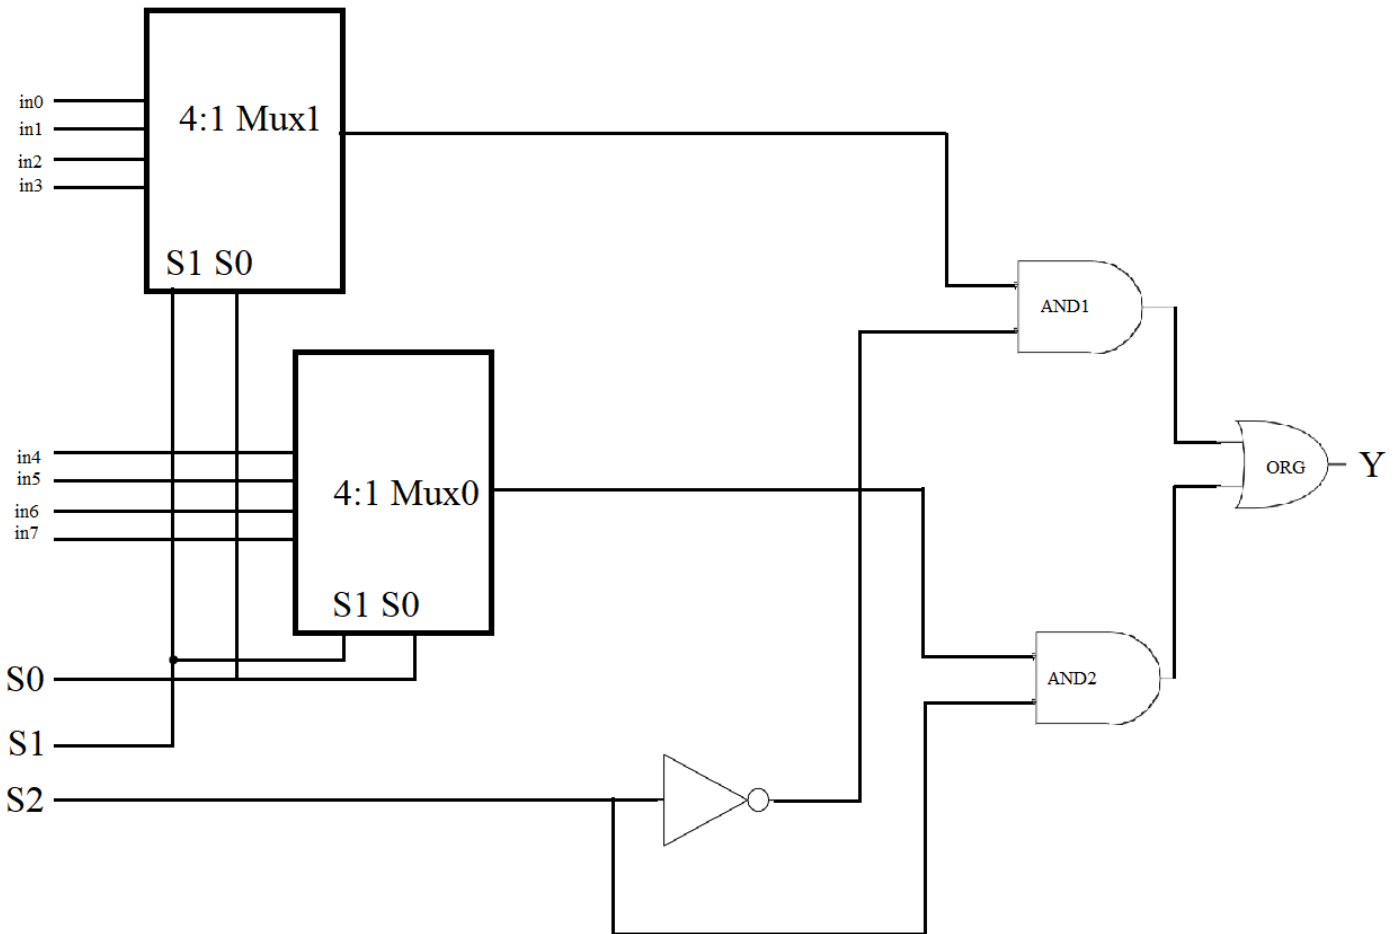 in0
in1
in2
in3
4:1 Mux1
S1 S0
AND1
in4
in5
in6
in7
4:1 Mux0
S1 S0
ORG
Y
AND2
S0
S1
S2